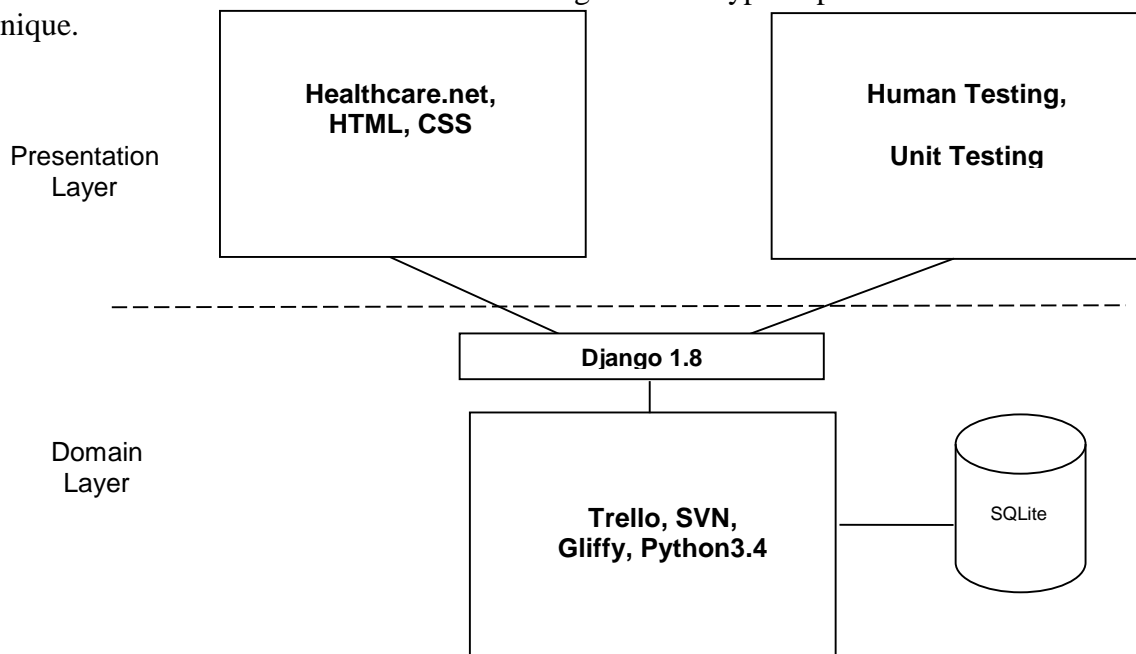 nique.
Healthcare.net,
HTML, CSS
Human Testing,
Unit Testing
Presentation
Layer
Django 1.8
Domain
Layer
Trello, SVN,
Gliffy, Python3.4
SQLite